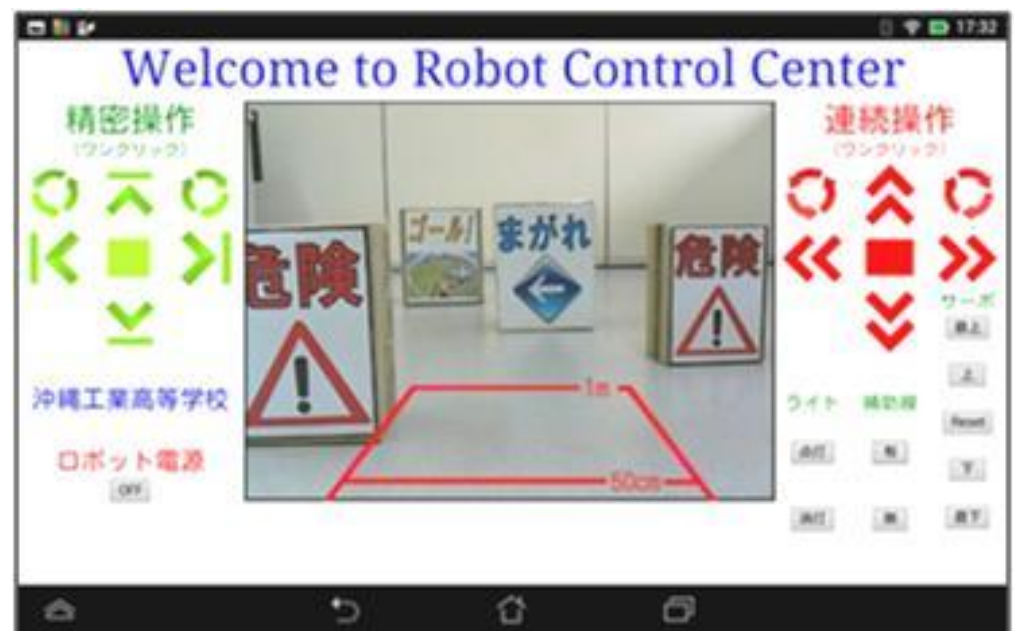 17:32
Welcome to Robot Control Center
精密操作
(ワンクリック)
連続操作
(ワンクリック)
危険
ゴール!
まがれ
危険
1m
50cm
沖縄工業高等学校
ロボット電源
OFF
サーボ
最上
上
Reset
下
最下
ライト
点灯
消灯
補助線
有
無